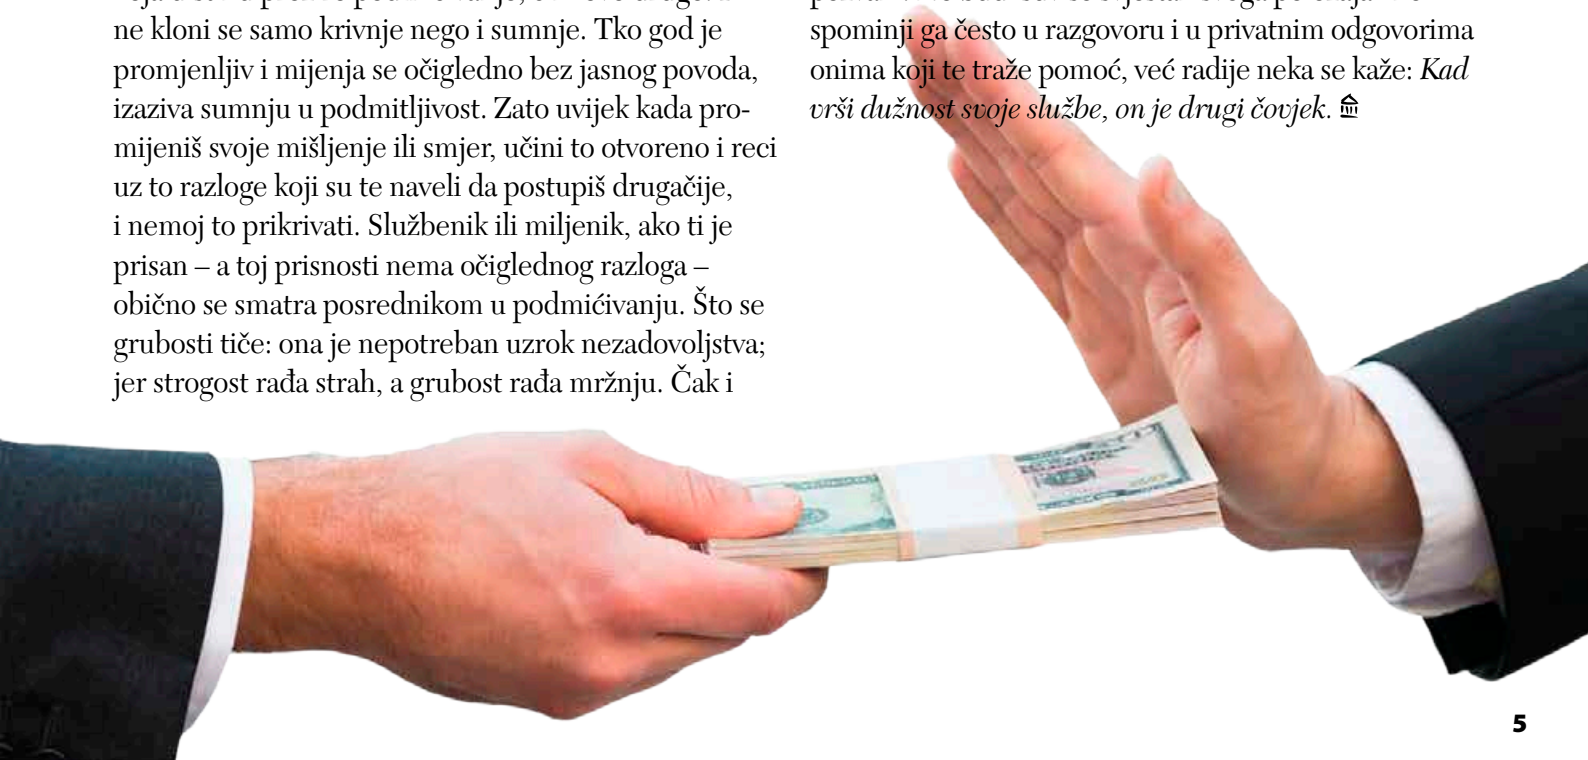 ne kloni se samo krivnje nego i sumnje. Tko god je
promjenljiv i mijenja se očigledno bez jasnog povoda,
izaziva sumnju u podmitljivost. Zato uvijek kada pro-
mijeniš svoje mišljenje ili smjer, učini to otvoreno i reci
uz to razloge koji su te naveli da postupiš drugačije,
i nemoj to prikrivati. Službenik ili miljenik, ako ti je
prisan – a toj prisnosti nema očiglednog razloga –
obično se smatra posrednikom u podmićivanju. Što se
grubosti tiče: ona je nepotreban uzrok nezadovoljstva;
jer strogost rađa strah, a grubost rađa mržnju. Čak i
spominji ga često u razgovoru i u privatnim odgovorima
onima koji te traže pomoć, već radije neka se kaže: Kad
vrši dužnost svoje službe, on je drugi čovjek.
5